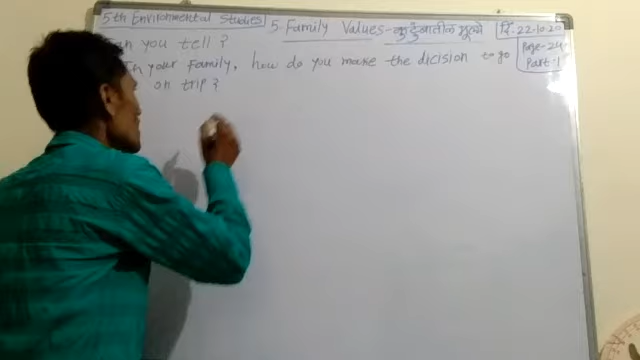 5th Environmental Studies 5. Family Values - कुटुंबातील मूल्ये दि. 22-10-20
you tell? Page-24
In your Family, how do you make the dicision to go Part-1
on trip?